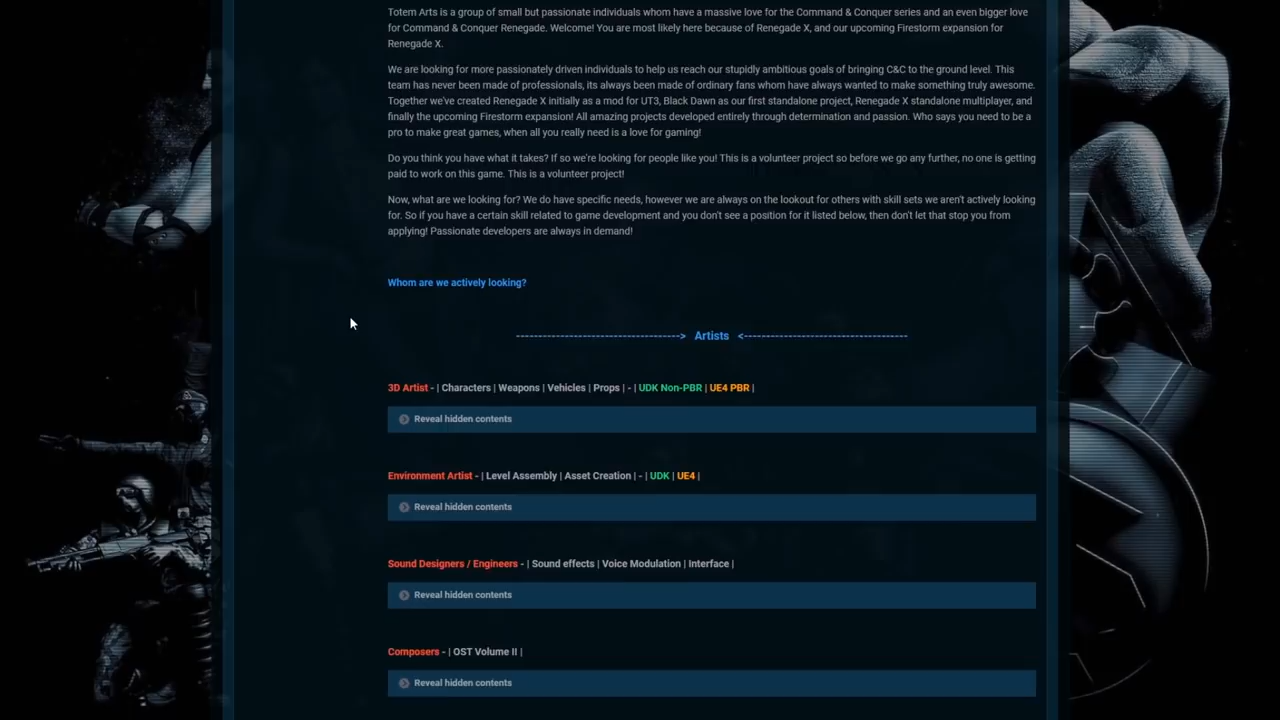 Totem Arts is a group of small but passionate individuals whom have a massive love for the Command & Conquer series and an even bigger love
for Command & Conquer Renegade. Welcome! You are most likely here because of Renegade X, and our upcoming Firestorm expansion for
Renegade X.
We are looking for more passionately driven individuals to help us reach our stupidly ambitious goals of bringing C&C to the ground level. This
team has never been made of professionals, its always been made of ordinary fans whom have always wanted to make something truly awesome.
Together we've created Renegade X initially as a mod for UT3, Black Dawn as our first standalone project, Renegade X standalone multiplayer, and
finally the upcoming Firestorm expansion! All amazing projects developed entirely through determination and passion. Who says you need to be a
pro to make great games, when all you really need is a love for gaming!
Do you think you have what it takes? If so we're looking for people like you! This is a volunteer project so before we go any further, no one is getting
paid to work on this game. This is a volunteer project!
Now, what are we looking for? We do have specific needs, however we are always on the lookout for others with skill sets we aren't actively looking
for. So if you have a certain skill related to game development and you don't see a position for it listed below, then don't let that stop you from
applying! Passionate developers are always in demand!
Whom are we actively looking?
-----------------------------------------> Artists <-----------------------------------------
3D Artist - | Characters | Weapons | Vehicles | Props | - | UDK Non-PBR | UE4 PBR |
Reveal hidden contents
Environment Artist - | Level Assembly | Asset Creation | - | UDK | UE4 |
Reveal hidden contents
Sound Designers / Engineers - | Sound effects | Voice Modulation | Interface |
Reveal hidden contents
Composers - | OST Volume II |
Reveal hidden contents